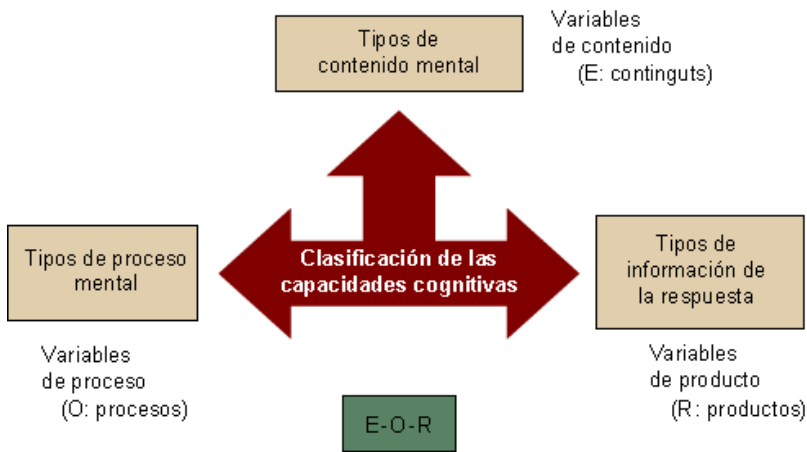 Tipos de
contenido mental
Variables
de contenido
(E: continguts)
Tipos de proceso
mental
Clasificación de las
capacidades cognitivas
Tipos de
información de
la respuesta
Variables
de proceso
(O: procesos)
Variables
de producto
(R: productos)
E-O-R